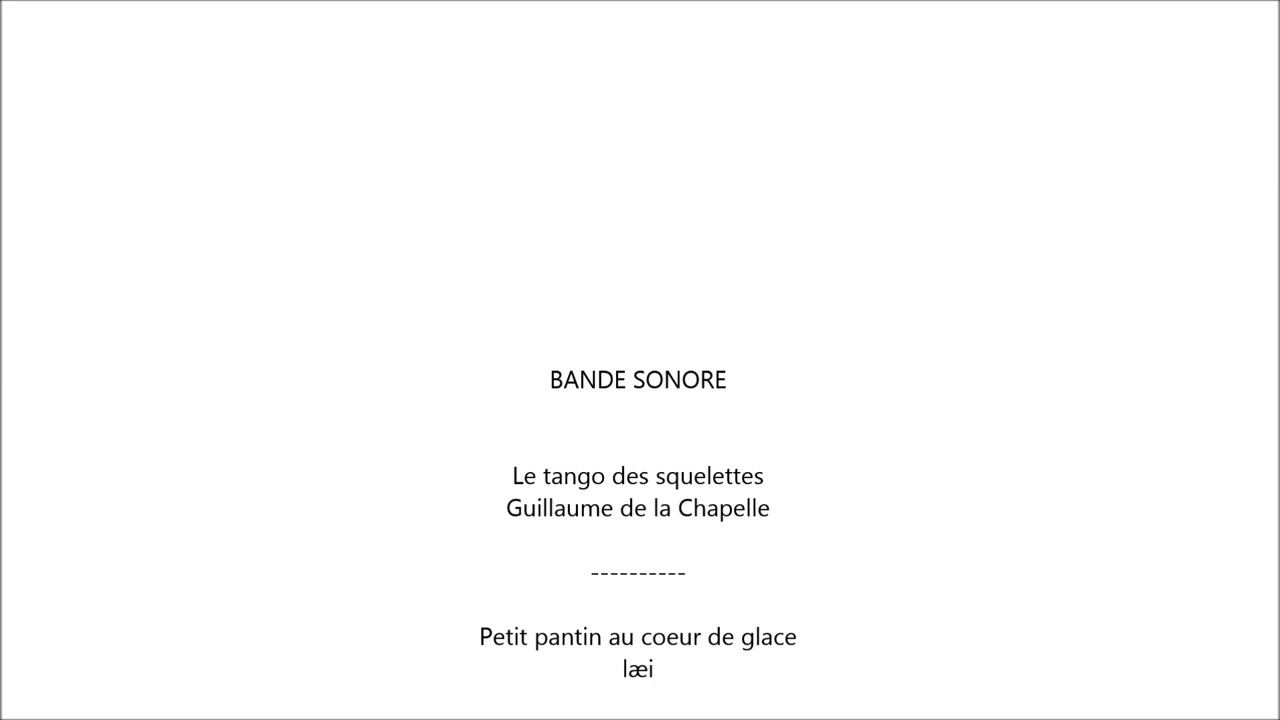 BANDE SONORE
Le tango des squelettes
Guillaume de la Chapelle
----------
Petit pantin au coeur de glace
læi